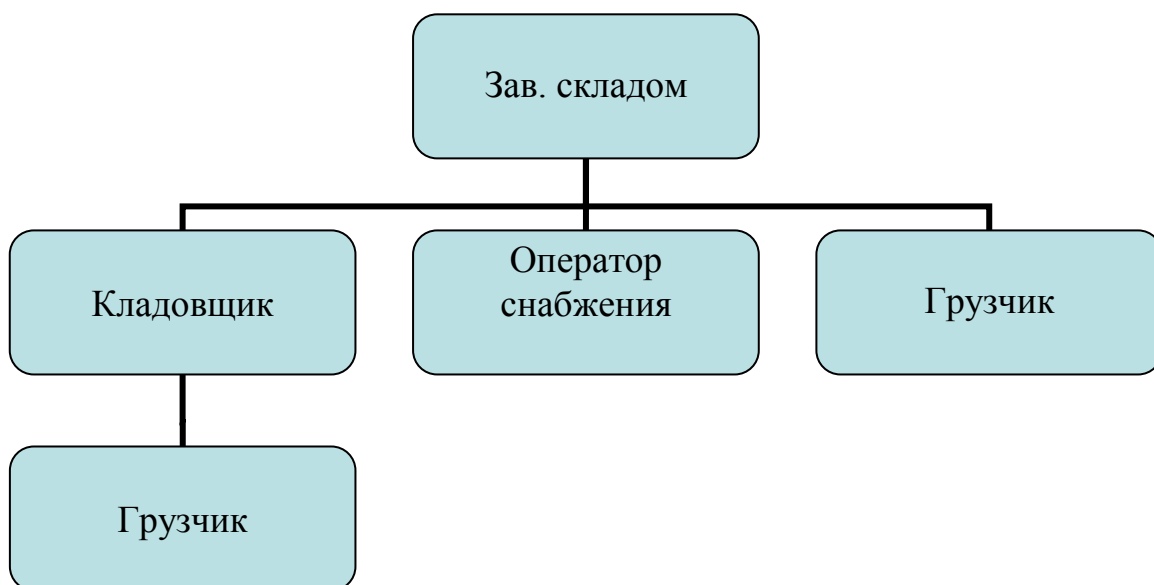 Зав. складом
Кладовщик
Оператор
снабжения
Грузчик
Грузчик